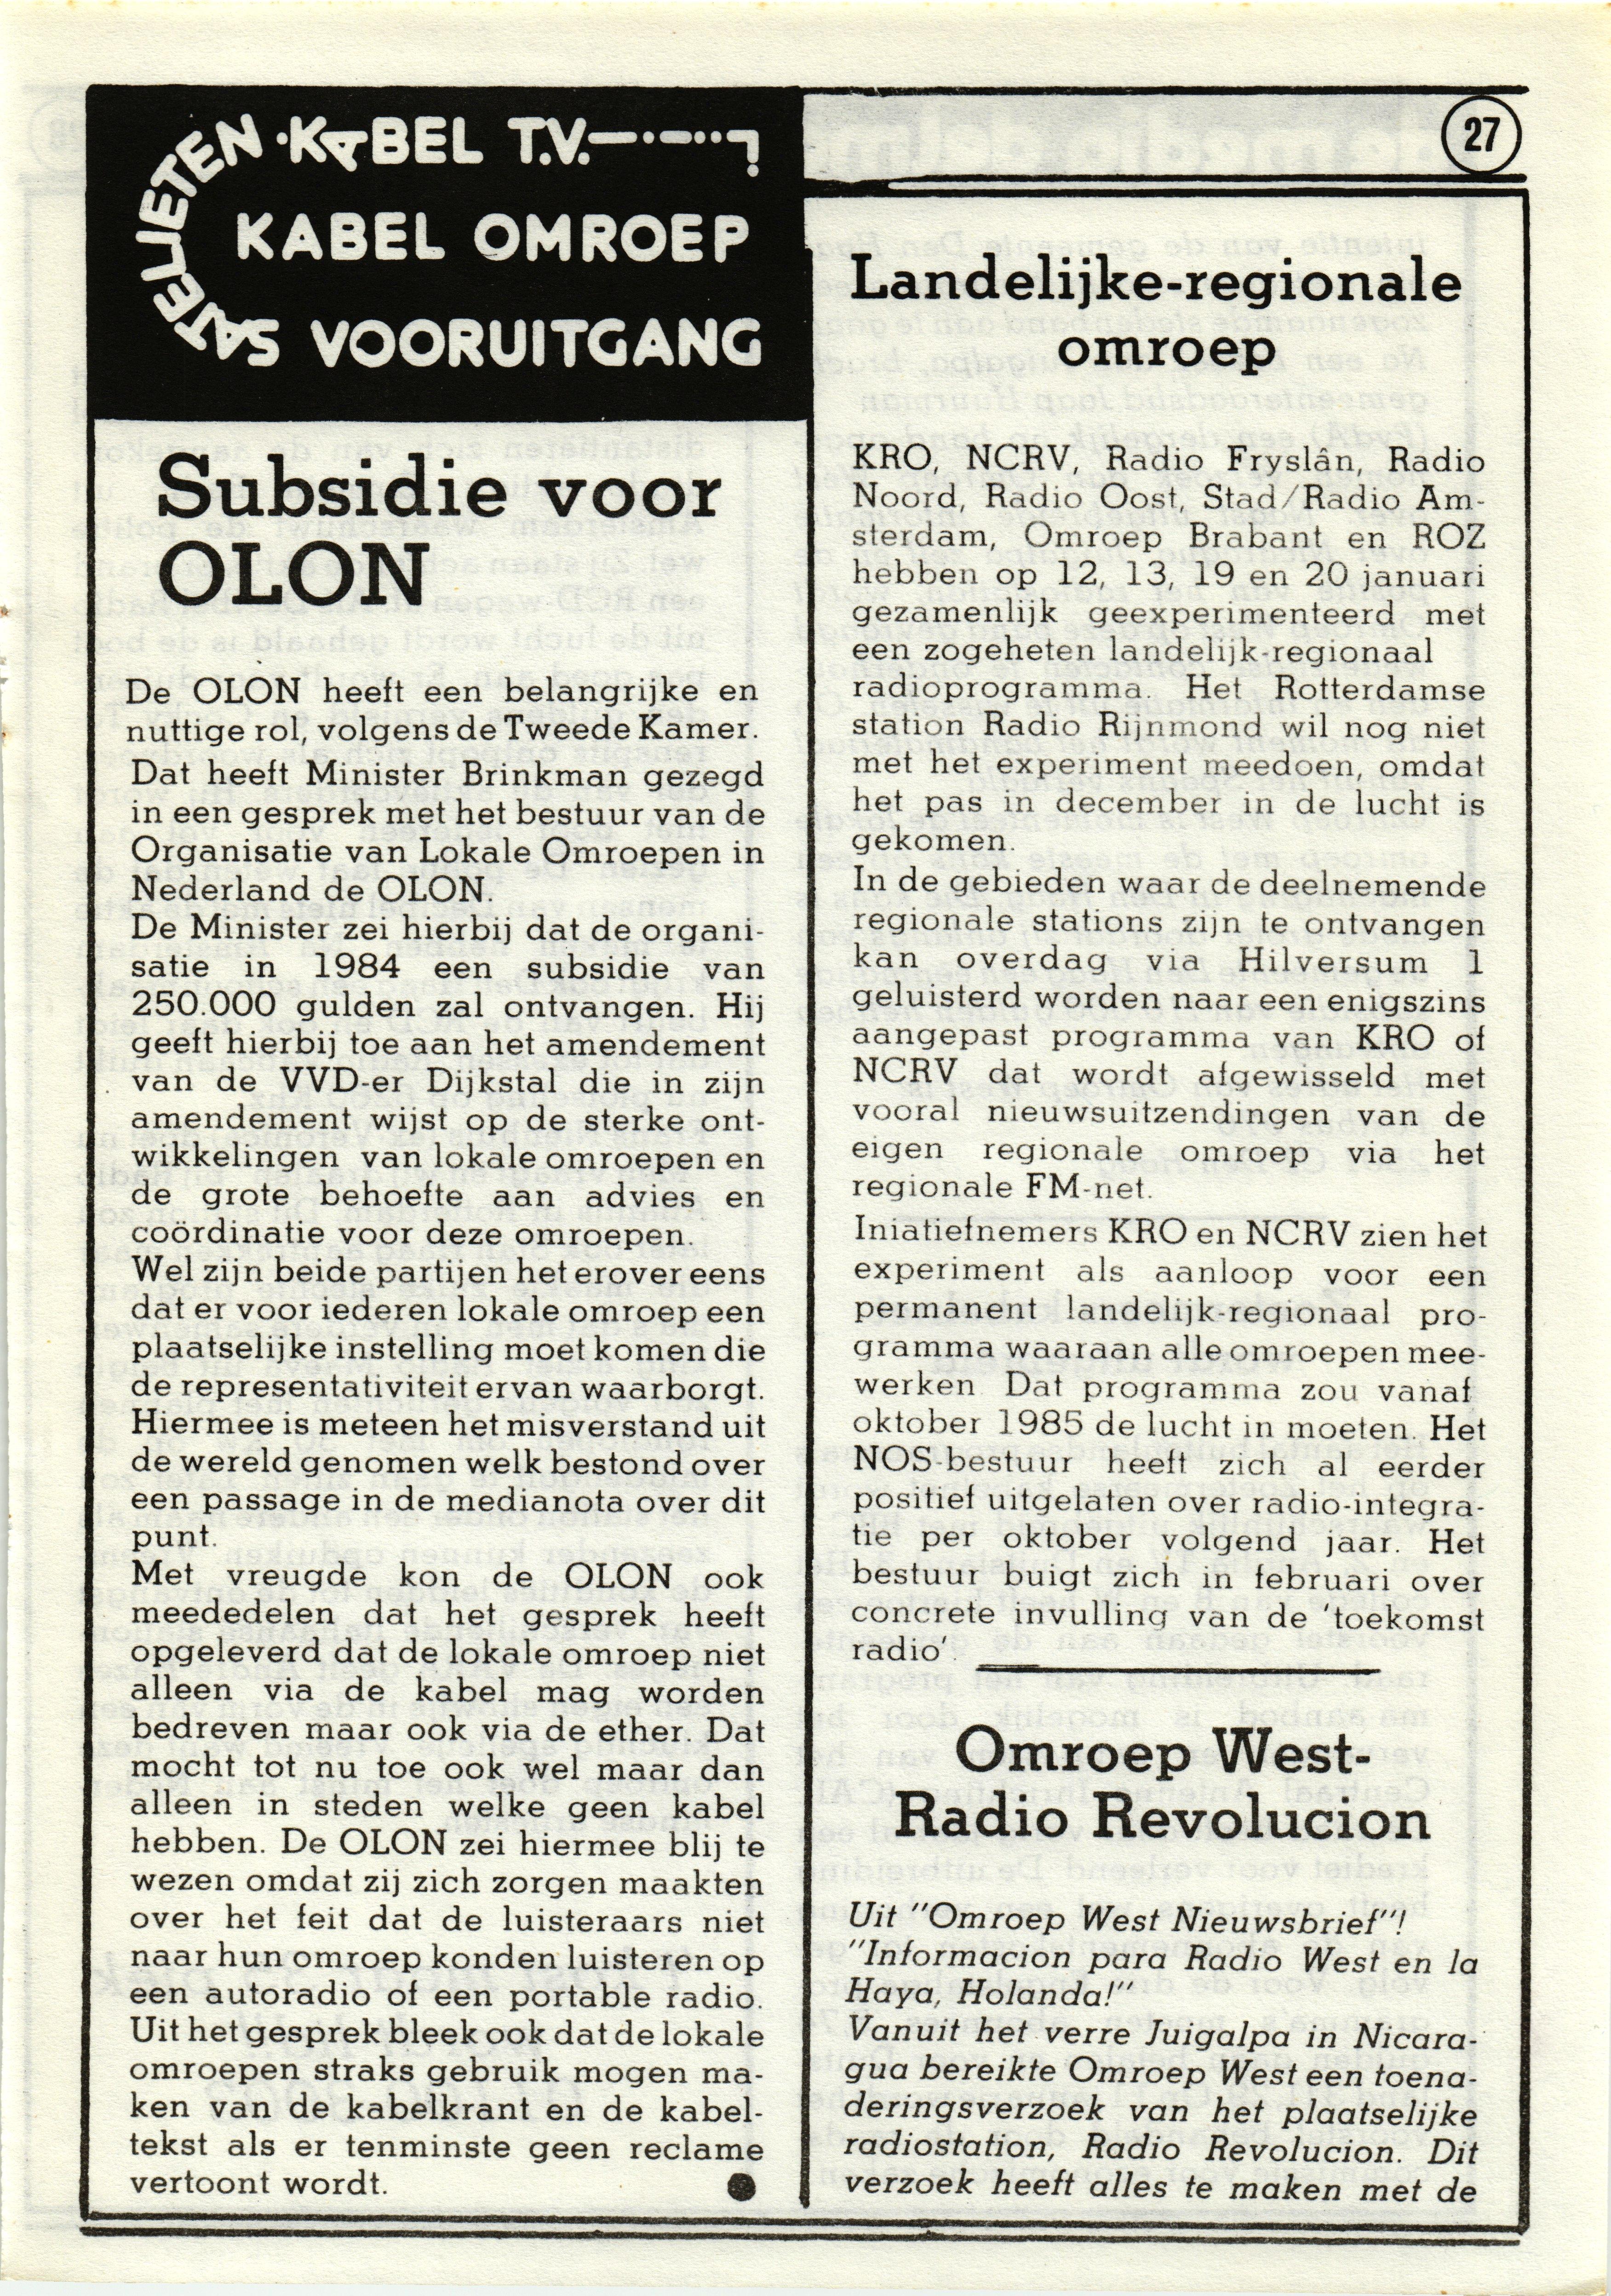 SATELIETEN·KABEL T.V.
KABEL OMROEP
VOORUITGANG
27
Subsidie voor
OLON
De OLON heeft een belangrijke en
nuttige rol, volgens de Tweede Kamer.
Dat heeft Minister Brinkman gezegd
in een gesprek met het bestuur van de
Organisatie van Lokale Omroepen in
Nederland de OLON.
De Minister zei hierbij dat de organi-
satie in 1984 een subsidie van
250.000 gulden zal ontvangen. Hij
geeft hierbij toe aan het amendement
van de VVD-er Dijkstal die in zijn
amendement wijst op de sterke ont-
wikkelingen van lokale omroepen en
de grote behoefte aan advies en
coördinatie voor deze omroepen.
Wel zijn beide partijen het erover eens
dat er voor iederen lokale omroep een
plaatselijke instelling moet komen die
de representativiteit ervan waarborgt.
Hiermee is meteen het misverstand uit
de wereld genomen welk bestond over
een passage in de medianota over dit
punt.
Met vreugde kon de OLON ook
meededelen dat het gesprek heeft
opgeleverd dat de lokale omroep niet
alleen via de kabel mag worden
bedreven maar ook via de ether. Dat
mocht tot nu toe ook wel maar dan
alleen in steden welke geen kabel
hebben. De OLON zei hiermee blij te
wezen omdat zij zich zorgen maakten
over het feit dat de luisteraars niet
naar hun omroep konden luisteren op
een autoradio of een portable radio.
Uit het gesprek bleek ook dat de lokale
omroepen straks gebruik mogen ma-
ken van de kabelkrant en de kabel-
tekst als er tenminste geen reclame
vertoont wordt.
Landelijke-regionale
omroep
KRO, NCRV, Radio Fryslân, Radio
Noord, Radio Oost, Stad/Radio Am-
sterdam, Omroep Brabant en ROZ
hebben op 12, 13, 19 en 20 januari
gezamenlijk geexperimenteerd met
een zogeheten landelijk-regionaal
radioprogramma. Het Rotterdamse
station Radio Rijnmond wil nog niet
met het experiment meedoen, omdat
het pas in december in de lucht is
gekomen.
In de gebieden waar de deelnemende
regionale stations zijn te ontvangen
kan overdag via Hilversum 1
geluisterd worden naar een enigszins
aangepast programma van KRO of
NCRV dat wordt afgewisseld met
vooral nieuwsuitzendingen van de
eigen regionale omroep via het
regionale FM-net.
Iniatiefnemers KRO en NCRV zien het
experiment als aanloop voor een
permanent landelijk-regionaal pro-
gramma waaraan alle omroepen mee-
werken. Dat programma zou vanaf
oktober 1985 de lucht in moeten. Het
NOS-bestuur heeft zich al eerder
positief uitgelaten over radio-integra-
tie per oktober volgend jaar. Het
bestuur buigt zich in februari over
concrete invulling van de 'toekomst
radio'.
Omroep West-
Radio Revolucion
Uit "Omroep West Nieuwsbrief"!
"Informacion para Radio West en la
Haya, Holanda!"
Vanuit het verre Juigalpa in Nicara-
gua bereikte Omroep West een toena-
deringsverzoek van het plaatselijke
radiostation, Radio Revolucion. Dit
verzoek heeft alles te maken met de